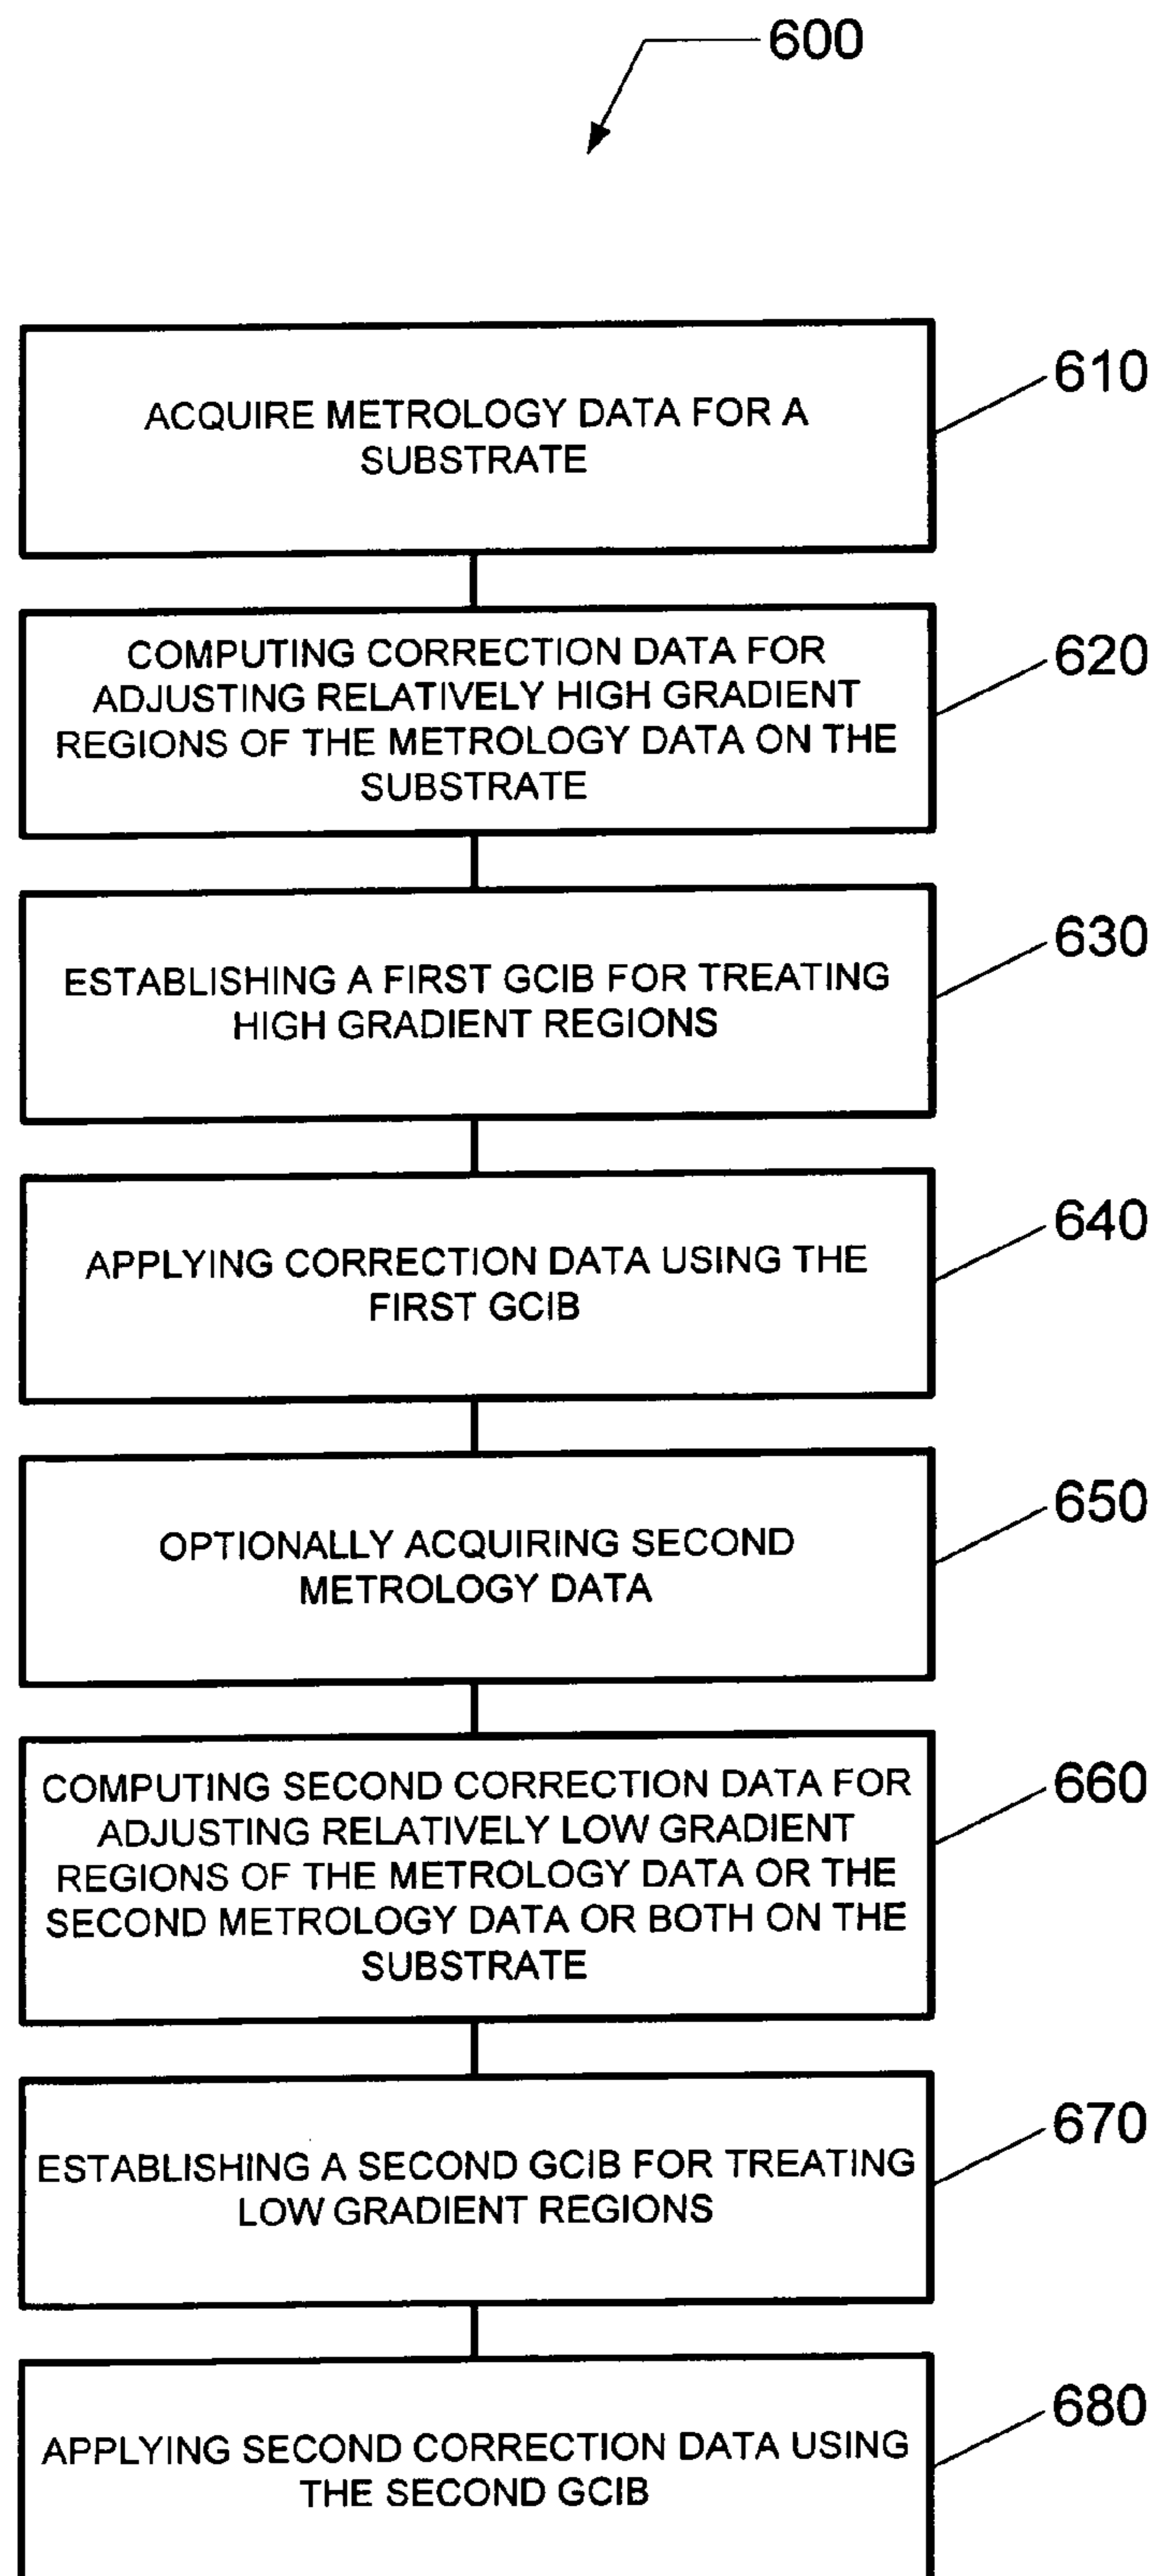 600
ACQUIRE METROLOGY DATA FOR A
SUBSTRATE
610
COMPUTING CORRECTION DATA FOR
ADJUSTING RELATIVELY HIGH GRADIENT
REGIONS OF THE METROLOGY DATA ON THE
SUBSTRATE
620
ESTABLISHING A FIRST GCIB FOR TREATING
HIGH GRADIENT REGIONS
630
APPLYING CORRECTION DATA USING THE
FIRST GCIB
640
OPTIONALLY ACQUIRING SECOND
METROLOGY DATA
650
COMPUTING SECOND CORRECTION DATA FOR
ADJUSTING RELATIVELY LOW GRADIENT
REGIONS OF THE METROLOGY DATA OR THE
SECOND METROLOGY DATA OR BOTH ON THE
SUBSTRATE
660
ESTABLISHING A SECOND GCIB FOR TREATING
LOW GRADIENT REGIONS
670
APPLYING SECOND CORRECTION DATA USING
THE SECOND GCIB
680